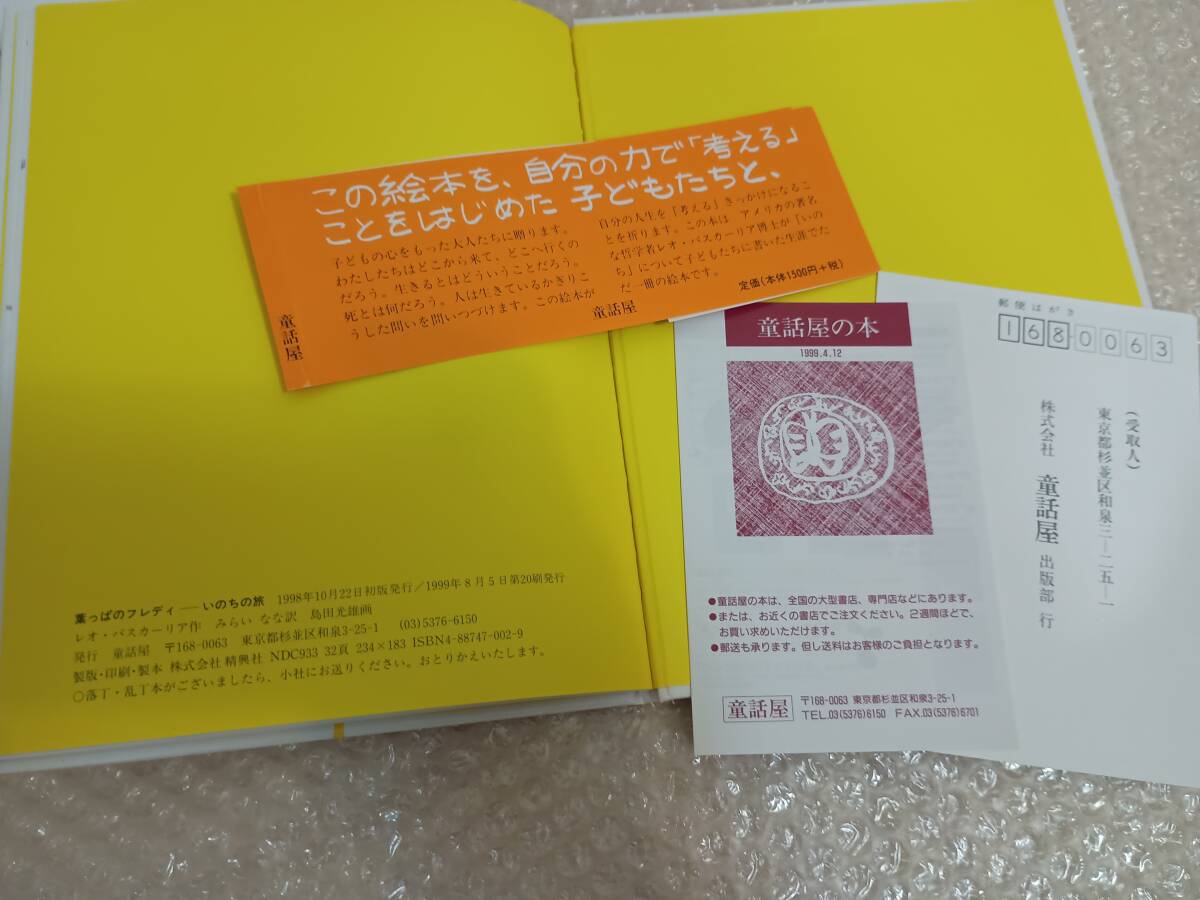 この絵本を、自分の力で「考える」
ことをはじめた 子どもたちと、
子どもの心をもった大人たちに贈ります。
わたしたちはどこから来て、どこへ行くの
だろう。生きるとはどういうことだろう。
死とは何だろう。人は生きているかぎりこ
うした問いを問いつづけます。この絵本が
自分の人生を「考える」きっかけになるこ
とを祈ります。この本は アメリカの著名
な哲学者レオ・バスカーリア博士が「いの
ち」について子どもたちに書いた生涯でた
だ一冊の絵本です。
童話屋
定価(本体1500円+税)
童話屋
童話屋の本
1999.4.12
●童話屋の本は、全国の大型書店、専門店などにあります。
●または、お近くの書店でご注文ください。2週間ほどで、
お買い求めいただけます。
●郵送も承ります。但し送料はお客様のご負担となります。
童話屋
〒168-0063 東京都杉並区和泉3-25-1
TEL.03(5376)6150 FAX.03(5376)6701
郵便はがき
168-0063
(受取人)
東京都杉並区和泉三―二五―一
株式会社 童話屋 出版部 行
葉っぱのフレディ――いのちの旅 1998年10月22日初版発行/1999年8月5日第20刷発行
レオ・バスカーリア作 みらい なな訳 島田光雄画
発行 童話屋 〒168-0063 東京都杉並区和泉3-25-1 (03)5376-6150
製版・印刷・製本 株式会社 精興社 NDC933 32頁 234×183 ISBN4-88747-002-9
○落丁・乱丁本がございましたら、小社にお送りください。おとりかえいたします。